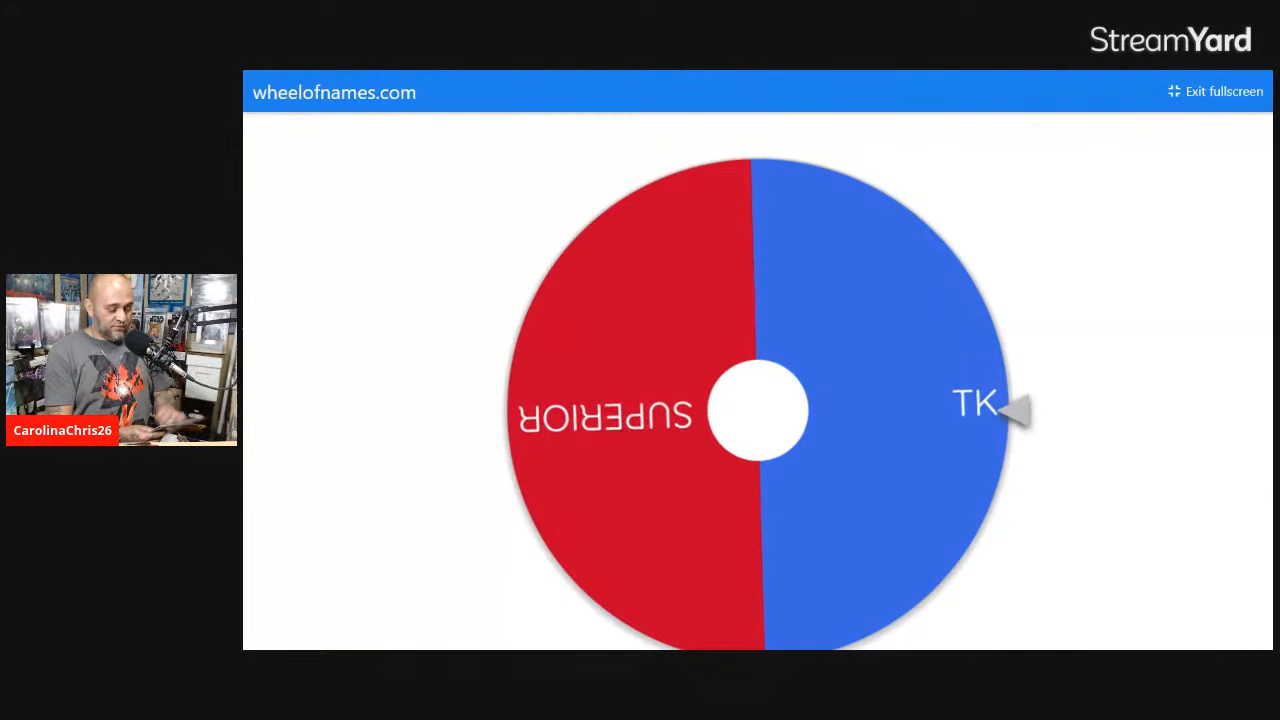 StreamYard
wheelofnames.com
Exit fullscreen
SUPERIOR
TK
CarolinaChris26